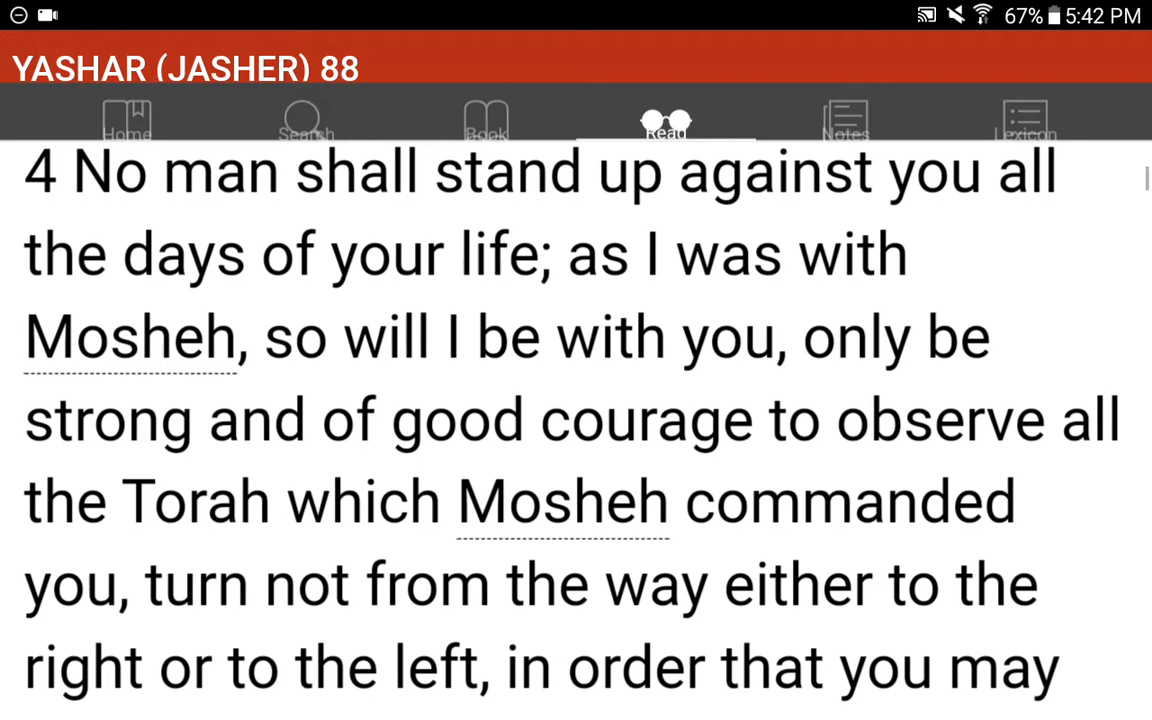 67% 5:42 PM
YASHAR (JASHER) 88
Home Search Book Read Notes Lexicon
4 No man shall stand up against you all
the days of your life; as I was with
Mosheh, so will I be with you, only be
strong and of good courage to observe all
the Torah which Mosheh commanded
you, turn not from the way either to the
right or to the left, in order that you may